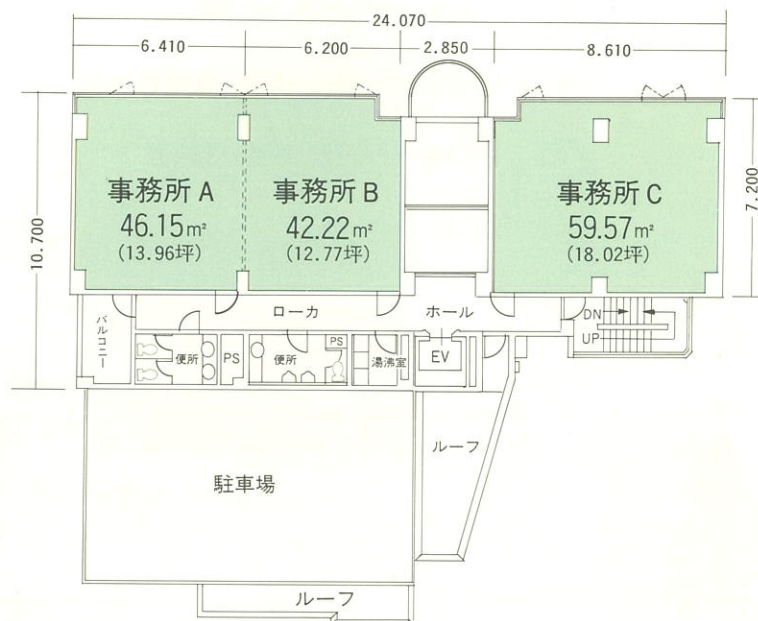 24.070
6.410
6.200
2.850
8.610
10.700
7.200
事務所 A
46.15㎡
(13.96坪)
事務所 B
42.22㎡
(12.77坪)
事務所 C
59.57㎡
(18.02坪)
バルコニー
ローカ
ホール
DN
UP
便所
PS
便所
PS
湯沸室
EV
ルーフ
駐車場
ルーフ